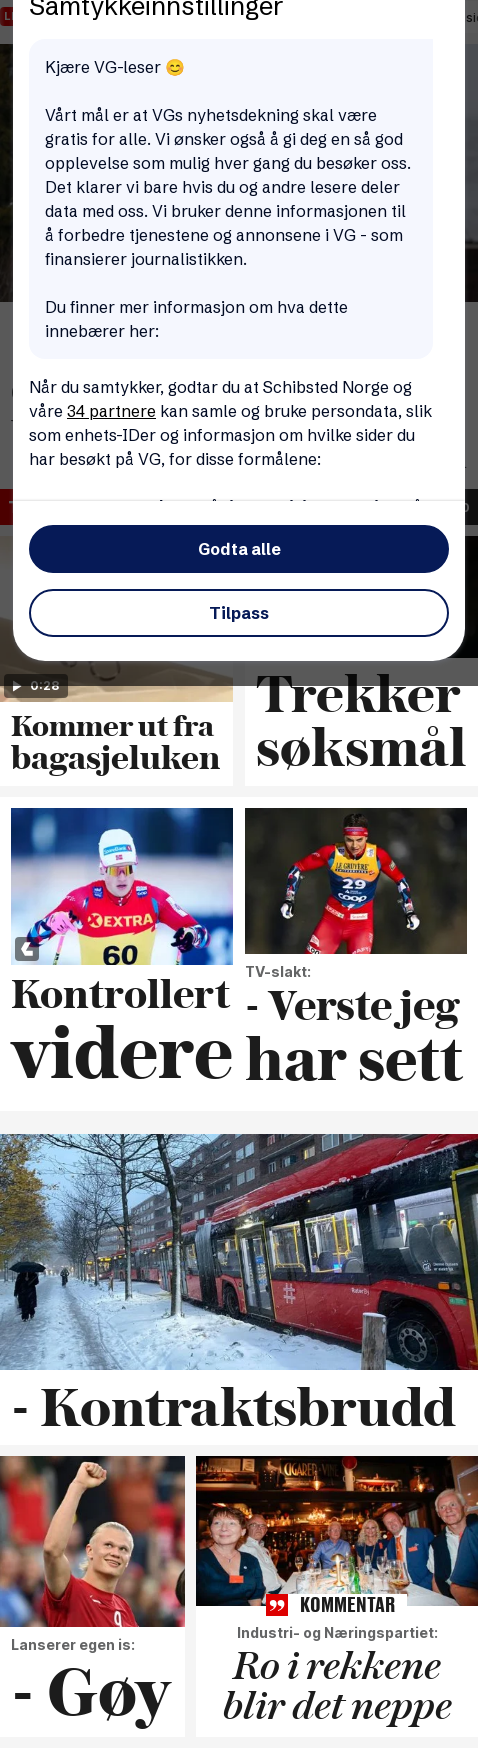 Samtykkeinnstillinger
Kjære VG-leser 😊
Vårt mål er at VGs nyhetsdekning skal være
gratis for alle. Vi ønsker også å gi deg en så god
opplevelse som mulig hver gang du besøker oss.
Det klarer vi bare hvis du og andre lesere deler
data med oss. Vi bruker denne informasjonen til
å forbedre tjenestene og annonsene i VG - som
finansierer journalistikken.
Du finner mer informasjon om hva dette
innebærer her:
Når du samtykker, godtar du at Schibsted Norge og
våre 34 partnere kan samle og bruke persondata, slik
som enhets-IDer og informasjon om hvilke sider du
har besøkt på VG, for disse formålene:
Godta alle
Tilpass
0:28
Kommer ut fra
bagasjeluken
Trekker
søksmål
EXTRA
60
LE GRUYÈRE
29
coop
Kontrollert
videre
TV-slakt:
- Verste jeg
har sett
#
Ruter
- Kontraktsbrudd
9
CIGARER VINE
Lanserer egen is:
- Gøy
KOMMENTAR
Industri- og Næringspartiet:
Ro i rekkene
blir det neppe